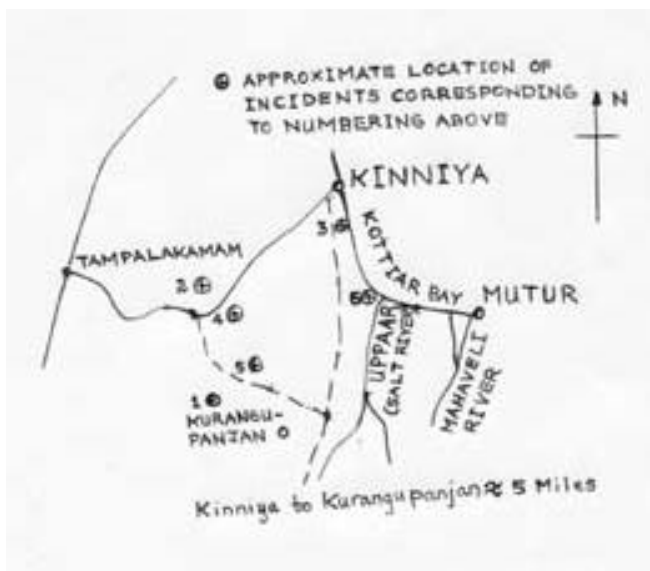 ⊕ APPROXIMATE LOCATION OF
INCIDENTS CORRESPONDING
TO NUMBERING ABOVE
N
KINNIYA
3 ⊕
KOTTIAR BAY
TAMPALAKAMAM
2 ⊕
4 ⊕
6 ⊕
MUTUR
UPPAAR
(SALT RIVER)
MAHAVELI
RIVER
5 ⊕
1 ⊕
KURANGU-
PANJAN O
Kinniya to Kurangupanjan ≈ 5 Miles